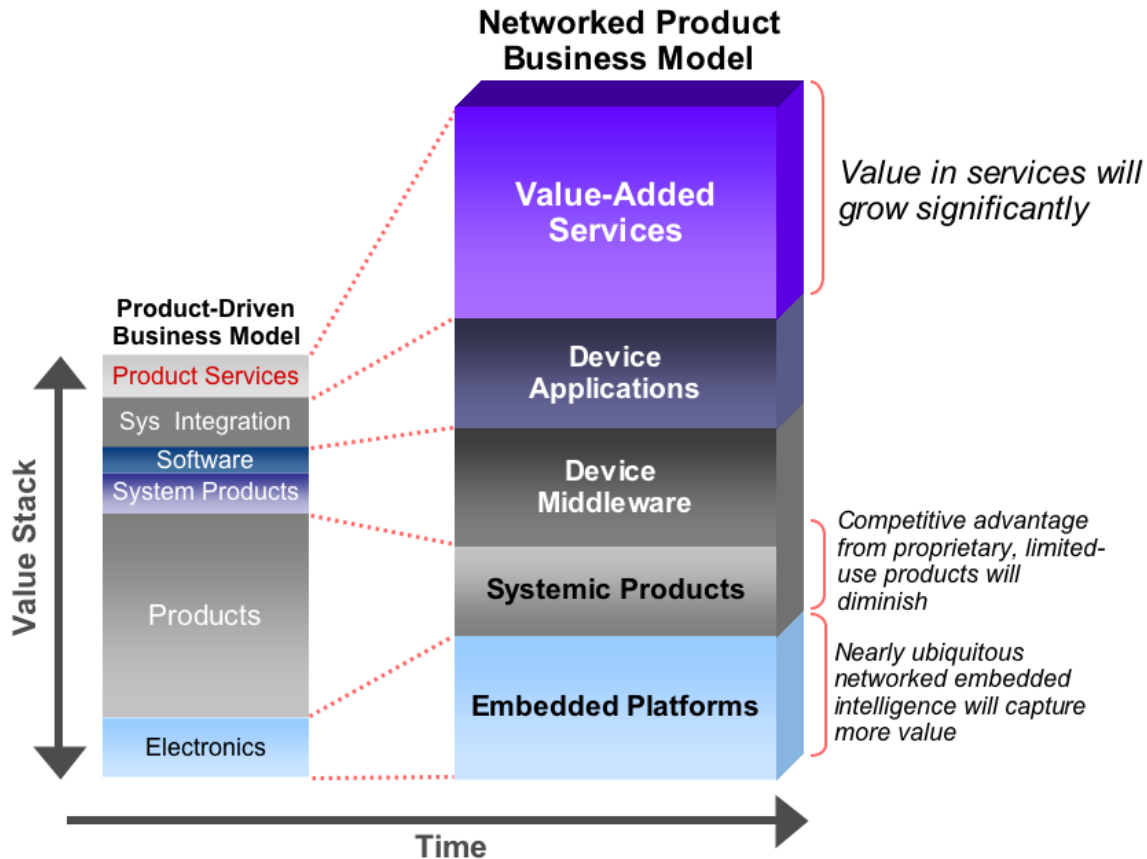 Networked Product
Business Model
Value-Added
Services
Value in services will
grow significantly
Product-Driven
Business Model
Product Services
Sys Integration
Software
System Products
Products
Electronics
Device
Applications
Device
Middleware
Systemic Products
Embedded Platforms
Competitive advantage
from proprietary, limited-
use products will
diminish
Nearly ubiquitous
networked embedded
intelligence will capture
more value
Value Stack
Time